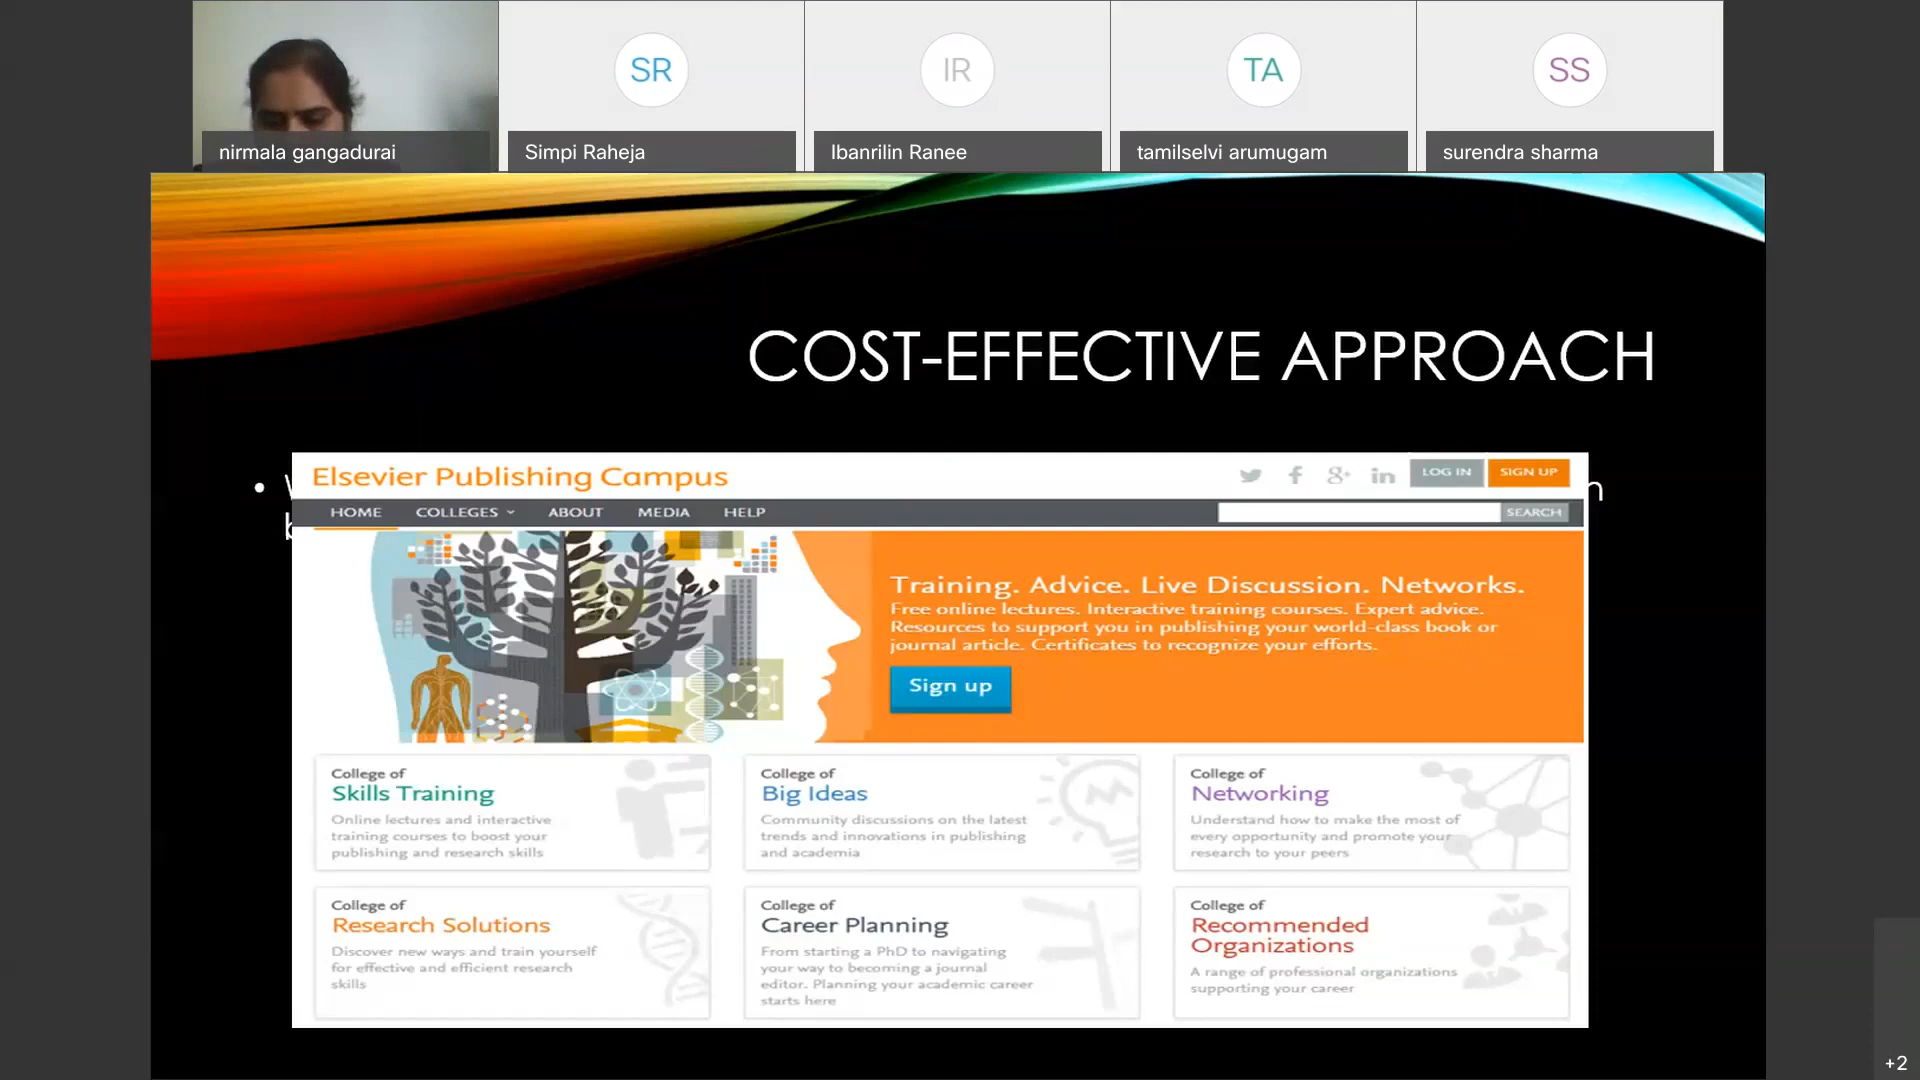 SR
IR
TA
SS
nirmala gangadurai
Simpi Raheja
Ibanrilin Ranee
tamilselvi arumugam
surendra sharma
COST-EFFECTIVE APPROACH
Elsevier Publishing Campus
LOG IN
SIGN UP
HOME COLLEGES ABOUT MEDIA HELP
SEARCH
Training. Advice. Live Discussion. Networks.
Free online lectures. Interactive training courses. Expert advice.
Resources to support you in publishing your world-class book or
journal article. Certificates to recognize your efforts.
Sign up
College of
Skills Training
Online lectures and interactive
training courses to boost your
publishing and research skills
College of
Big Ideas
Community discussions on the latest
trends and innovations in publishing
and academia
College of
Networking
Understand how to make the most of
every opportunity and promote your
research to your peers
College of
Research Solutions
Discover new ways and train yourself
for effective and efficient research
skills
College of
Career Planning
From starting a PhD to navigating
your way to becoming a journal
editor. Planning your academic career
starts here
College of
Recommended
Organizations
A range of professional organizations
supporting your career
+2